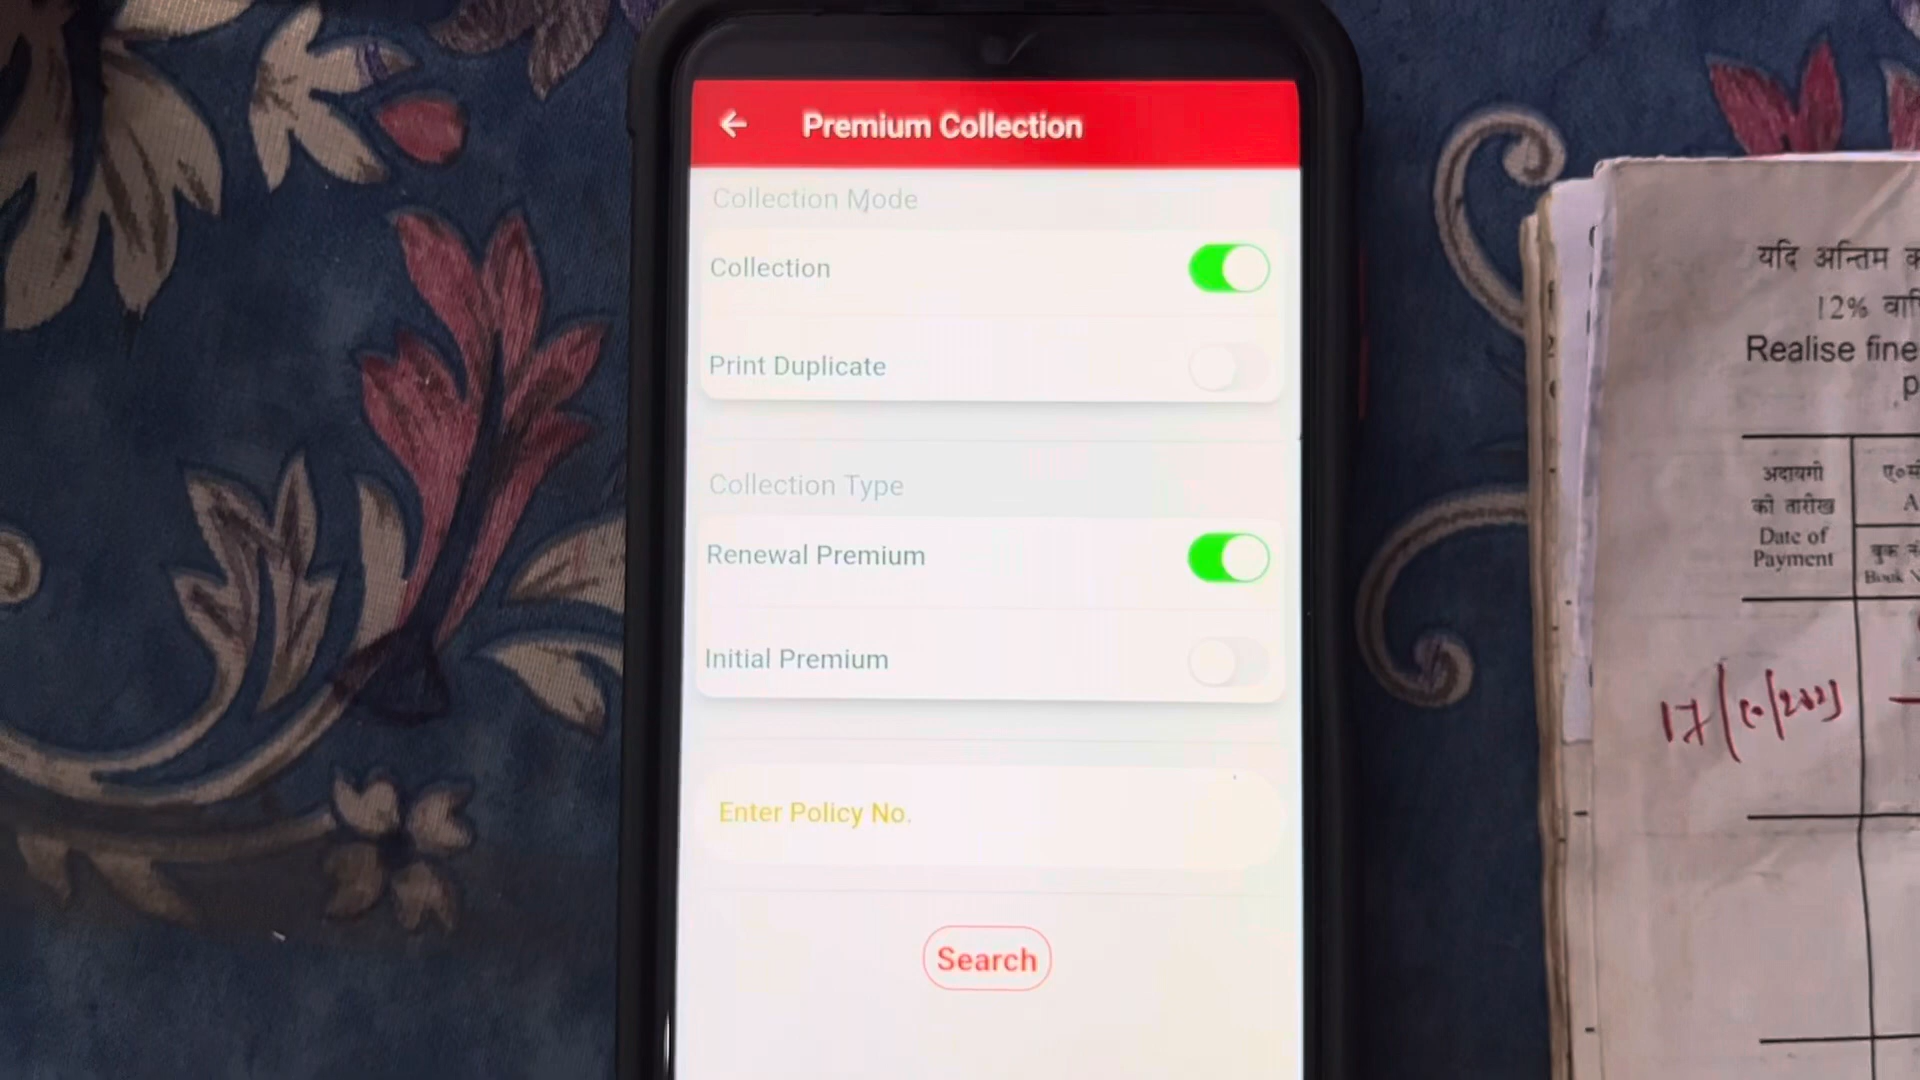 Premium Collection
Collection Mode
Collection
Print Duplicate
Collection Type
Renewal Premium
Initial Premium
Enter Policy No.
Search
यदि अन्तिम
12%
Realise fine
अदायगी
की तारीख
Date of
Payment
बुक
Book